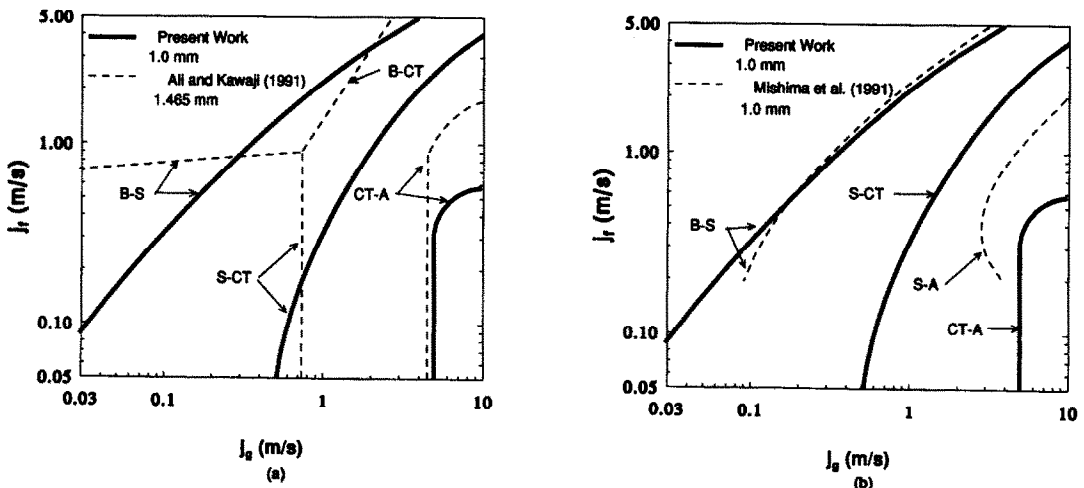 5.00
Present Work
1.0 mm
Ali and Kawaji (1991)
1.465 mm
B-CT
1.00
B-S
CT-A
S-CT
0.10
0.05
0.03
0.1
1
10
j_f (m/s)
j_g (m/s)
(a)
5.00
Present Work
1.0 mm
Mishima et al. (1991)
1.0 mm
1.00
S-CT
B-S
S-A
CT-A
0.10
0.05
0.03
0.1
1
10
j_f (m/s)
j_g (m/s)
(b)